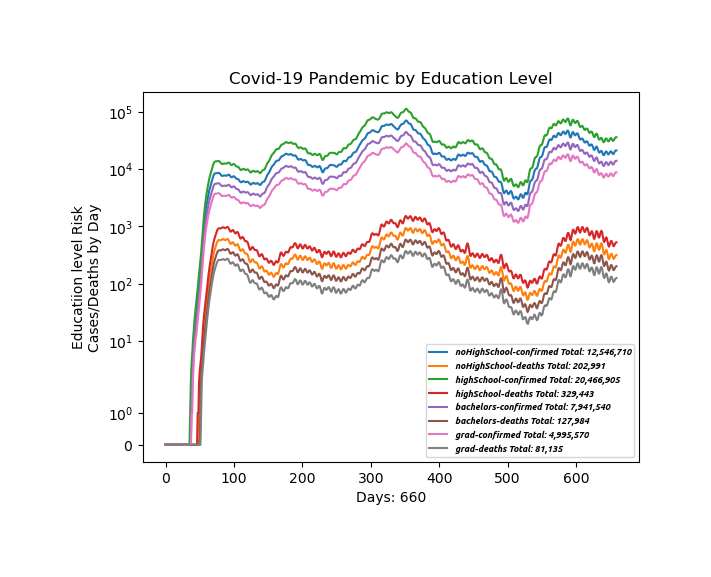 Covid-19 Pandemic by Education Level
Education level Risk
Cases/Deaths by Day
10^5
10^4
10^3
10^2
10^1
10^0
0
noHighSchool-confirmed Total: 12,546,710
noHighSchool-deaths Total: 202,991
highSchool-confirmed Total: 20,466,905
highSchool-deaths Total: 329,443
bachelors-confirmed Total: 7,941,540
bachelors-deaths Total: 127,984
grad-confirmed Total: 4,995,570
grad-deaths Total: 81,135
0 100 200 300 400 500 600
Days: 660